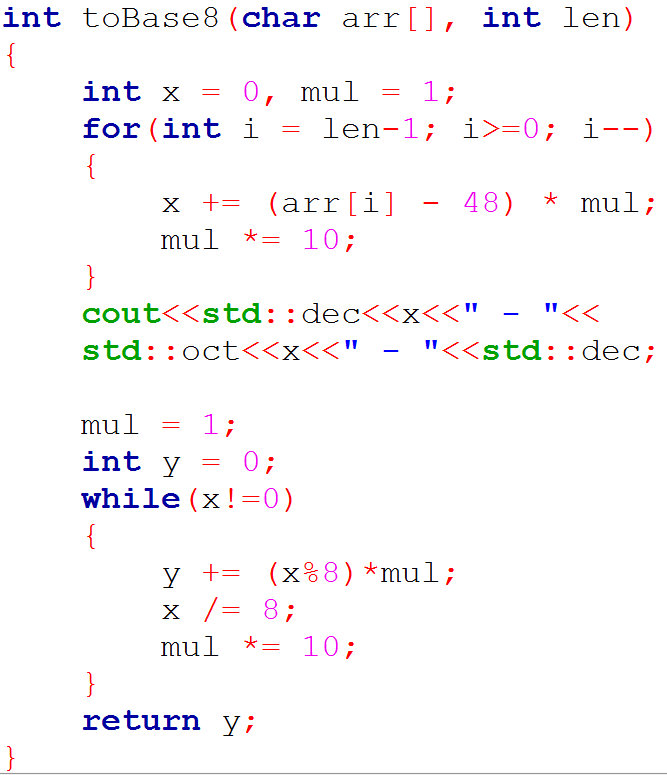 int toBase8(char arr[], int len)
{
    int x = 0, mul = 1;
    for(int i = len-1; i>=0; i--)
    {
        x += (arr[i] - 48) * mul;
        mul *= 10;
    }
    cout<<std::dec<<x<<" - "<<
    std::oct<<x<<" - "<<std::dec;

    mul = 1;
    int y = 0;
    while(x!=0)
    {
        y += (x%8)*mul;
        x /= 8;
        mul *= 10;
    }
    return y;
}